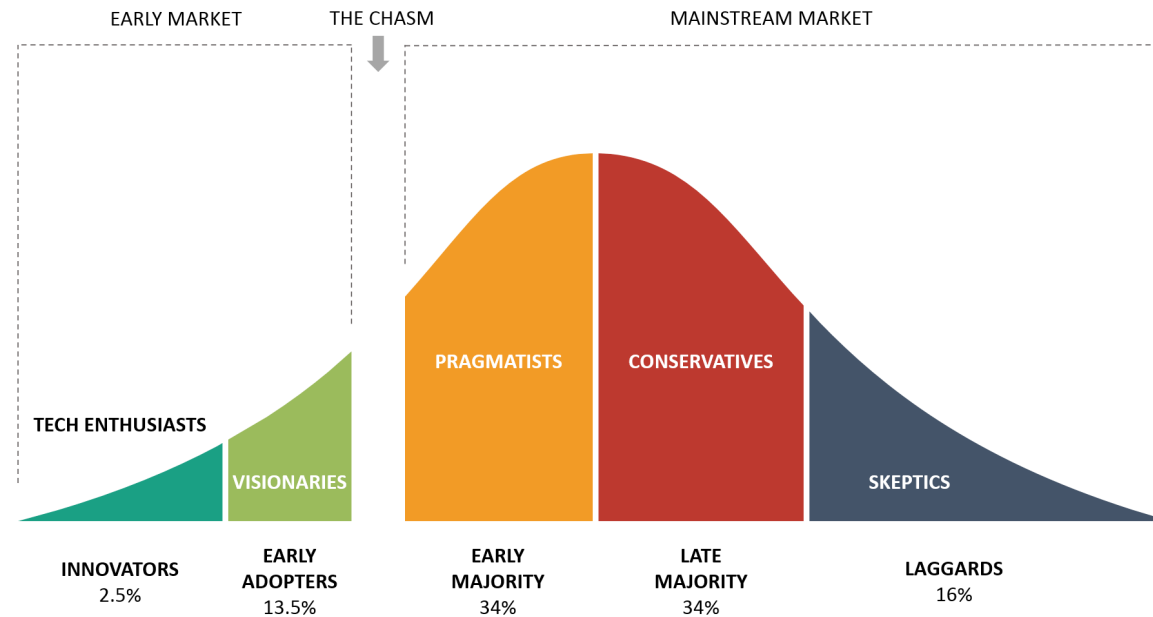 EARLY MARKET
THE CHASM
MAINSTREAM MARKET
TECH ENTHUSIASTS
VISIONARIES
PRAGMATISTS
CONSERVATIVES
SKEPTICS
INNOVATORS
2.5%
EARLY
ADOPTERS
13.5%
EARLY
MAJORITY
34%
LATE
MAJORITY
34%
LAGGARDS
16%